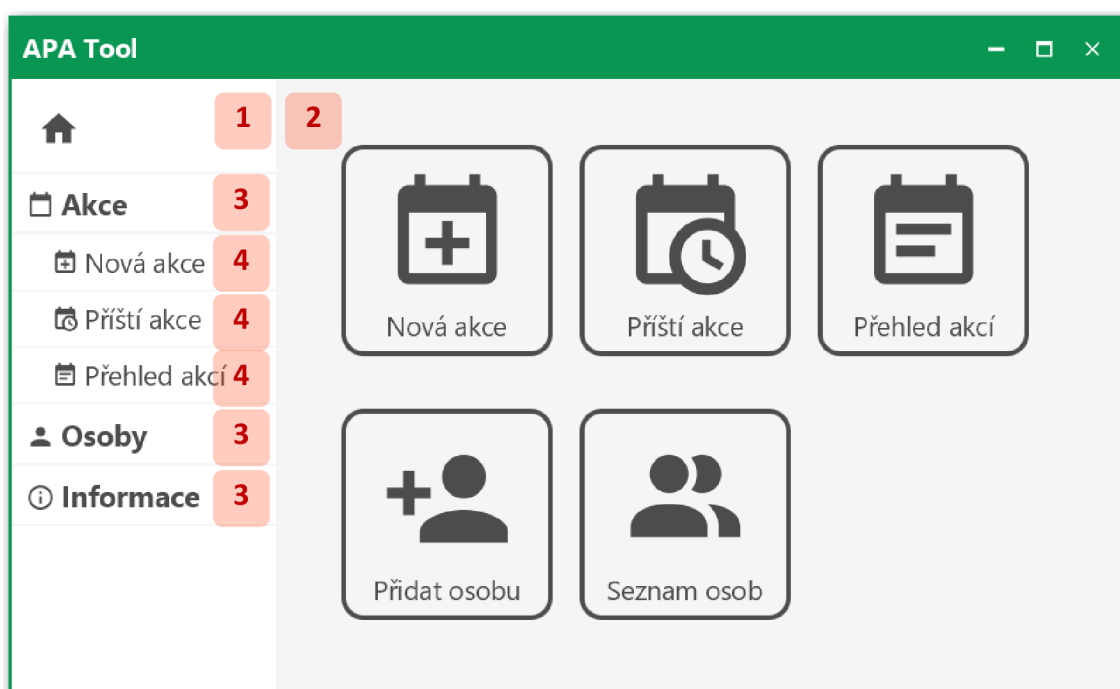 APA Tool
1 2
Akce 3
Nová akce 4
Příští akce 4
Přehled akcí 4
Osoby 3
Informace 3
Nová akce Příští akce Přehled akcí
Přidat osobu Seznam osob